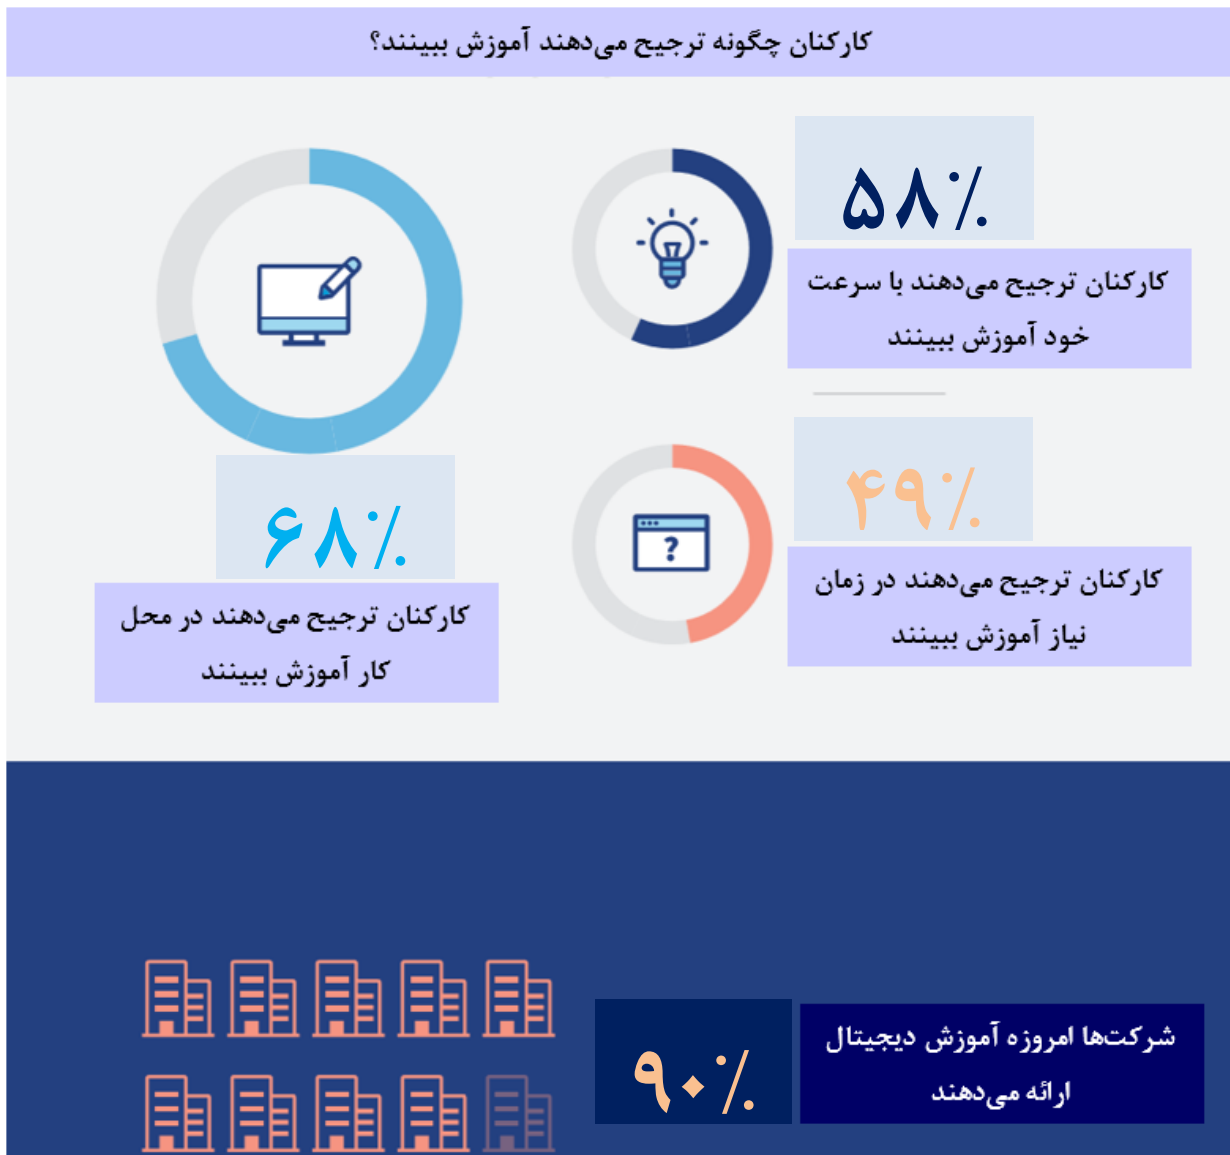 کارکنان چگونه ترجیح می‌دهند آموزش ببینند؟
۵۸٪
کارکنان ترجیح می‌دهند با سرعت
خود آموزش ببینند
۴۹٪
کارکنان ترجیح می‌دهند در زمان
نیاز آموزش ببینند
۶۸٪
کارکنان ترجیح می‌دهند در محل
کار آموزش ببینند
?
شرکت‌ها امروزه آموزش دیجیتال
ارائه می‌دهند
۹۰٪